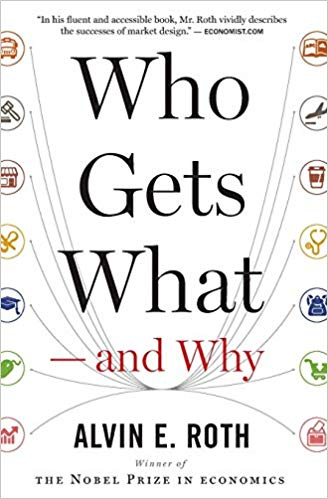 "In his fluent and accessible book, Mr. Roth vividly describes
the successes of market design." — ECONOMIST.COM
Who
Gets
What
—and Why
ALVIN E. ROTH
Winner of
THE NOBEL PRIZE IN ECONOMICS